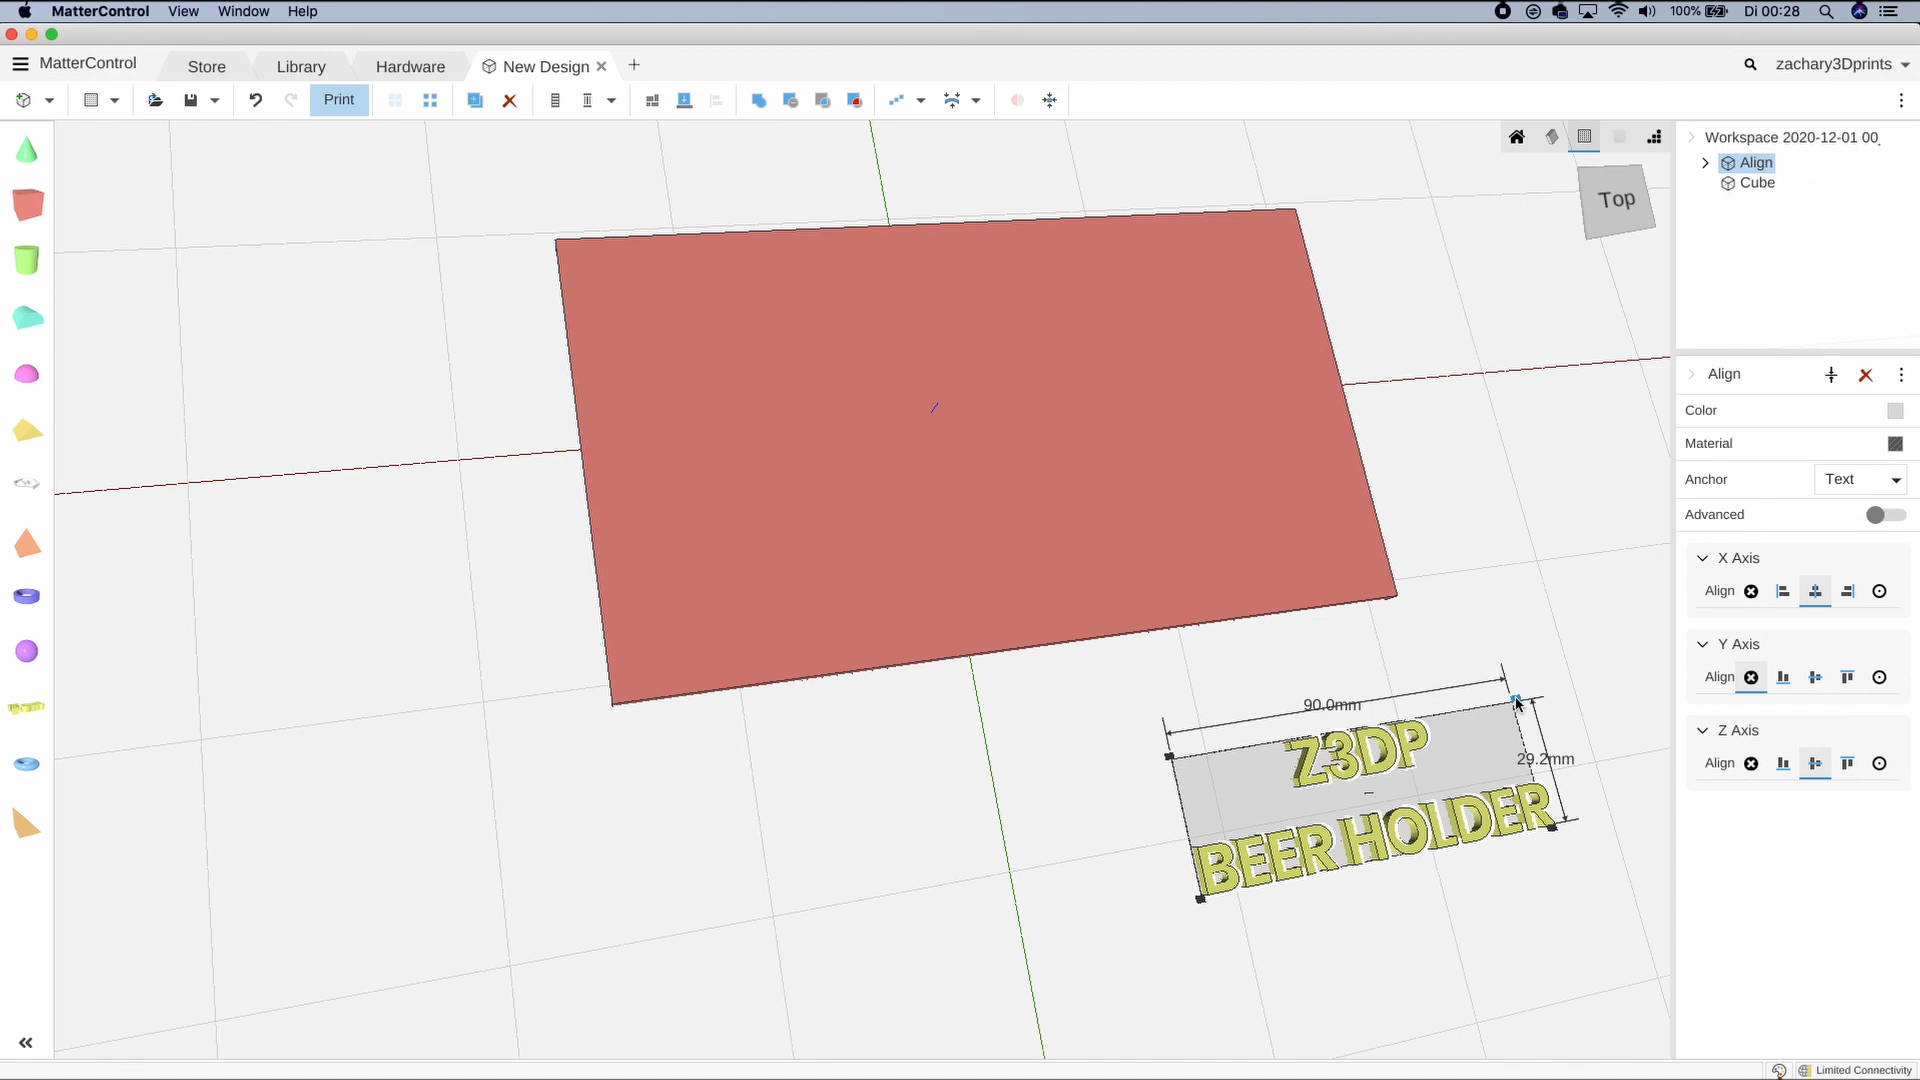 MatterControl View Window Help
100% Di 00:28
MatterControl Store Library Hardware New Design
zachary3Dprints
Print
Workspace 2020-12-01 00
Align
Cube
Top
Align
Color
Material
Anchor Text
Advanced
X Axis
Align
Y Axis
Align
Z Axis
Align
90.0mm
29.2mm
Z3DP
BEER HOLDER
Limited Connectivity